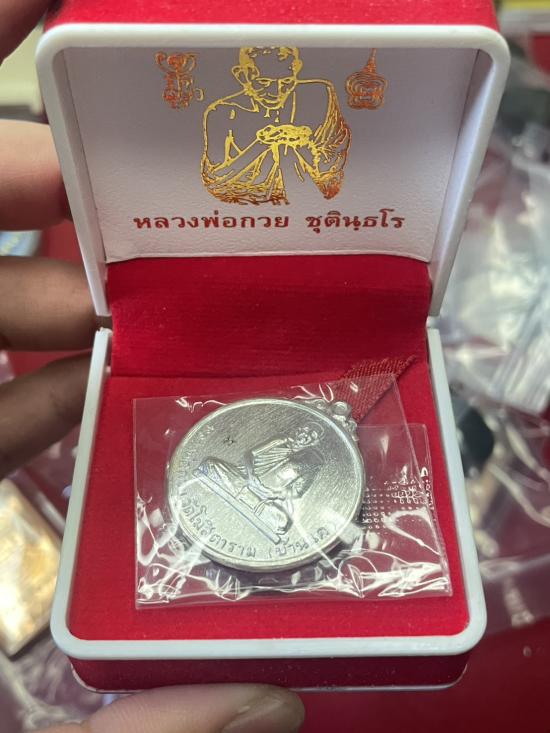 หลวงพ่อกวย ชุตินฺธโร
วัดโฆสิตาราม (บ้านแค)